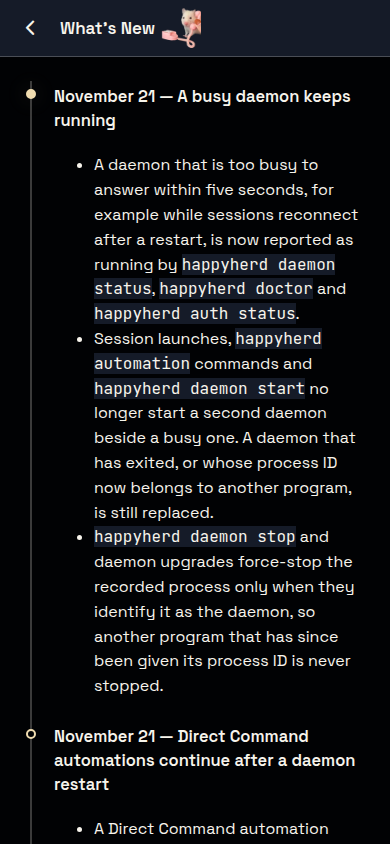 What's New
November 21 — A busy daemon keeps
running
• A daemon that is too busy to
answer within five seconds, for
example while sessions reconnect
after a restart, is now reported as
running by happyherd daemon
status, happyherd doctor and
happyherd auth status.
• Session launches, happyherd
automation commands and
happyherd daemon start no
longer start a second daemon
beside a busy one. A daemon that
has exited, or whose process ID
now belongs to another program,
is still replaced.
• happyherd daemon stop and
daemon upgrades force-stop the
recorded process only when they
identify it as the daemon, so
another program that has since
been given its process ID is never
stopped.
November 21 — Direct Command
automations continue after a daemon
restart
• A Direct Command automation